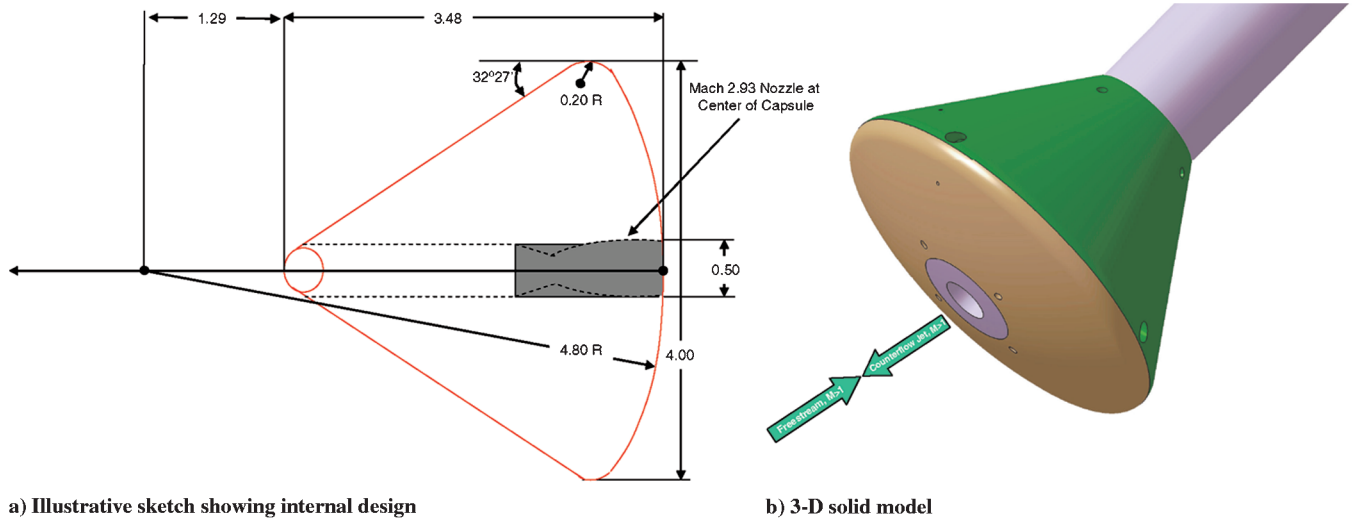 1.29
3.48
32°27'
0.20 R
Mach 2.93 Nozzle at
Center of Capsule
0.50
4.80 R
4.00
Counterflow Jet, M>1
Freestream, M>1
a) Illustrative sketch showing internal design
b) 3-D solid model